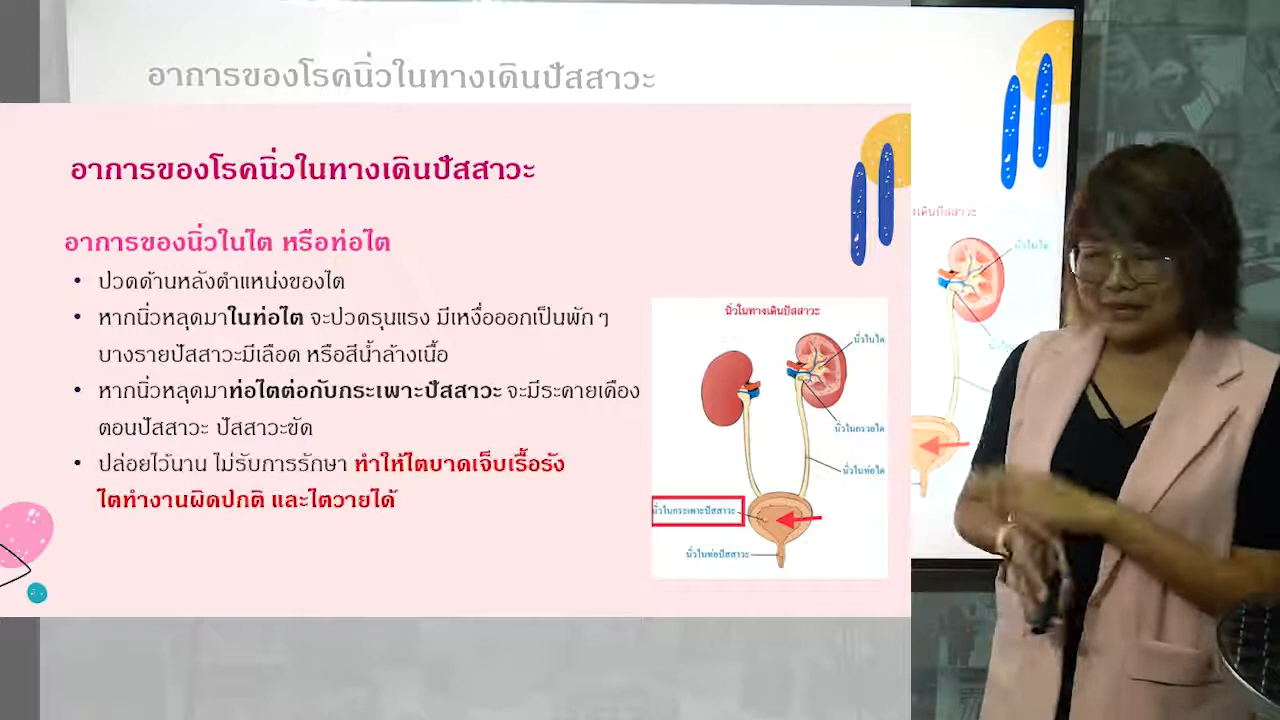 อาการของโรคนิ่วในทางเดินปัสสาวะ
อาการของโรคนิ่วในทางเดินปัสสาวะ
อาการของนิ่วในไต หรือท่อไต
• ปวดด้านหลังตำแหน่งของไต
• หากนิ่วหลุดมาในท่อไต จะปวดรุนแรง มีเหงื่อออกเป็นพัก ๆ
บางรายปัสสาวะมีเลือด หรือสีน้ำล้างเนื้อ
• หากนิ่วหลุดมาท่อไตต่อกับกระเพาะปัสสาวะ จะมีระคายเคือง
ตอนปัสสาวะ ปัสสาวะขัด
• ปล่อยไว้นาน ไม่รับการรักษา ทำให้ไตบาดเจ็บเรื้อรัง
ไตทำงานผิดปกติ และไตวายได้
นิ่วในทางเดินปัสสาวะ
นิ่วในไต
นิ่วในกรวยไต
นิ่วในท่อไต
นิ่วในกระเพาะปัสสาวะ
นิ่วในท่อปัสสาวะ
เดินปัสสาวะ
นิ่วในไต